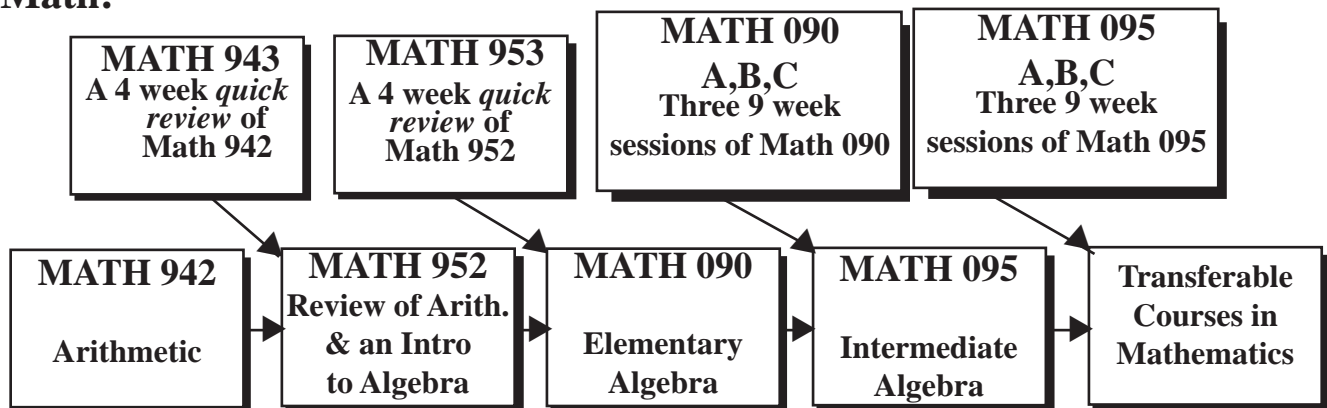 Math:
MATH 943
A 4 week quick
review of
Math 942
MATH 953
A 4 week quick
review of
Math 952
MATH 090
A,B,C
Three 9 week
sessions of Math 090
MATH 095
A,B,C
Three 9 week
sessions of Math 095
MATH 942
Arithmetic
MATH 952
Review of Arith.
& an Intro
to Algebra
MATH 090
Elementary
Algebra
MATH 095
Intermediate
Algebra
Transferable
Courses in
Mathematics